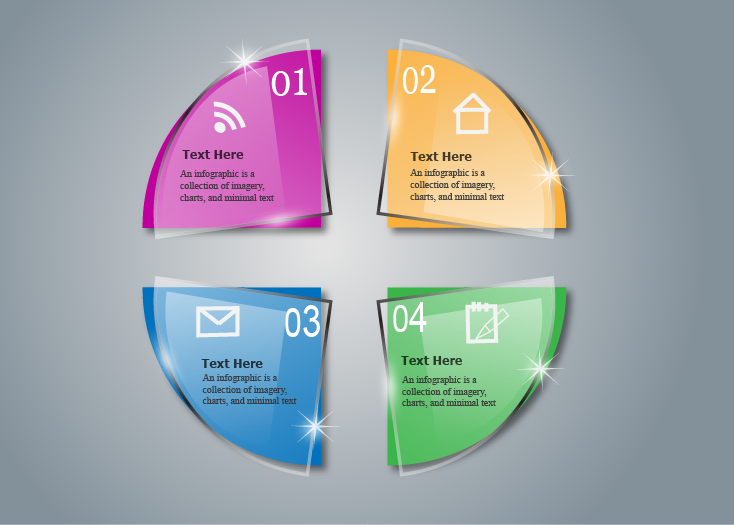 01
Text Here
An infographic is a
collection of imagery,
charts, and minimal text
02
Text Here
An infographic is a
collection of imagery,
charts, and minimal text
03
Text Here
An infographic is a
collection of imagery,
charts, and minimal text
04
Text Here
An infographic is a
collection of imagery,
charts, and minimal text